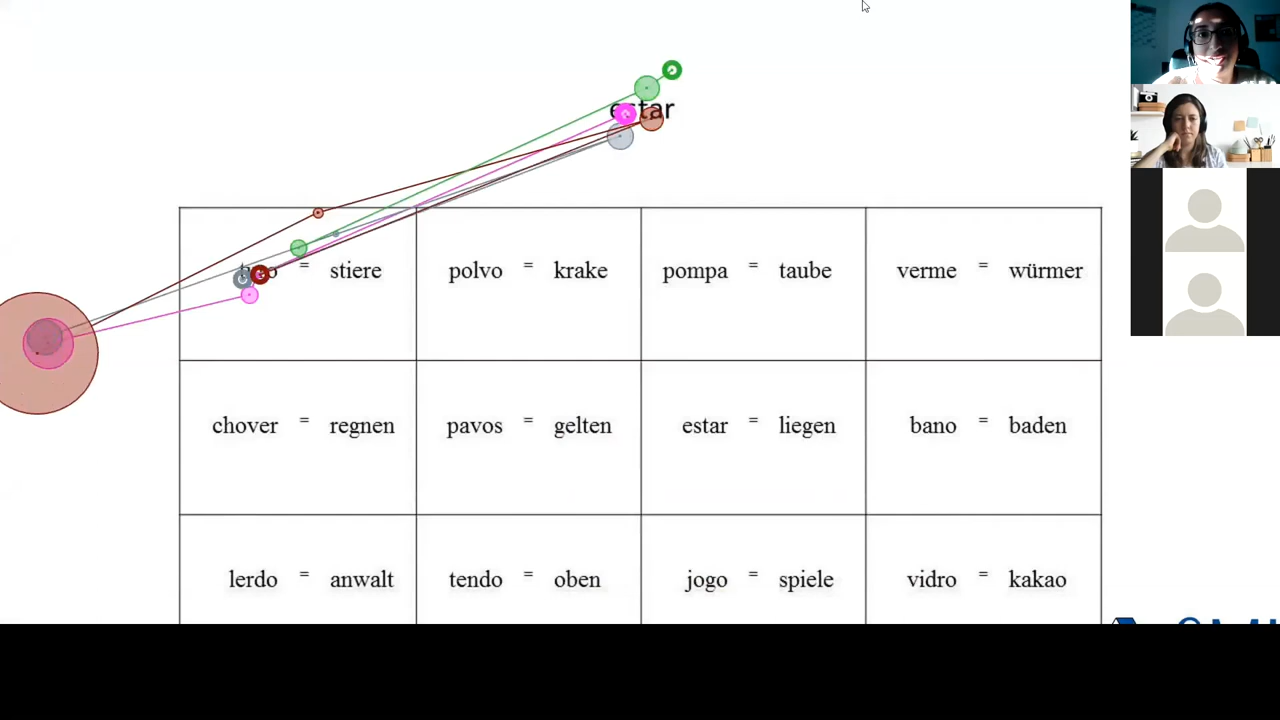 estar
= stiere polvo = krake pompa = taube verme = würmer
chover = regnen pavos = gelten estar = liegen bano = baden
lerdo = anwalt tendo = oben jogo = spiele vidro = kakao